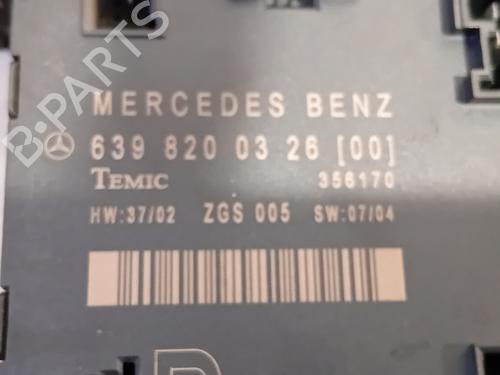 B-PARTS
MERCEDES BENZ
639 820 03 26 [00]
TEMIC 356170
HW:37/02 ZGS 005 SW:07/04